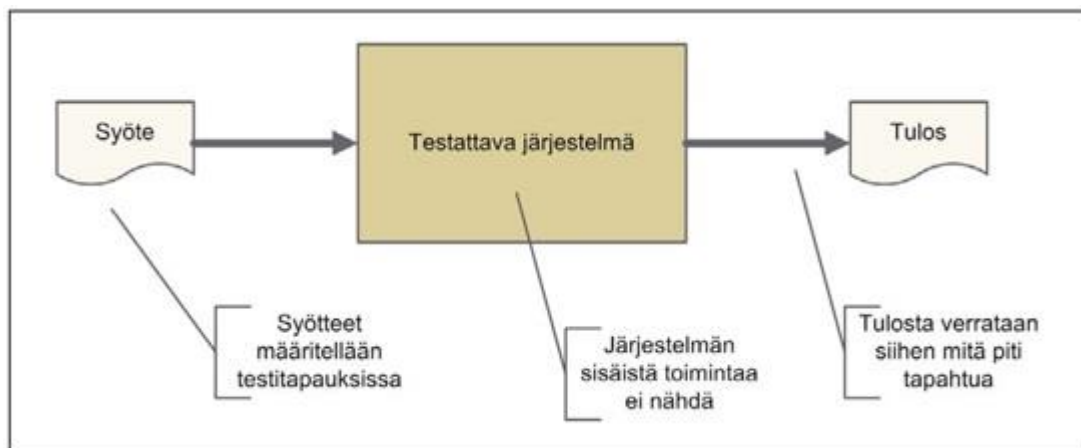 Syöte
Testattava järjestelmä
Tulos
Syötteet
määritellään
testitapauksissa
Järjestelmän
sisäistä toimintaa
ei nähdä
Tulosta verrataan
siihen mitä piti
tapahtua